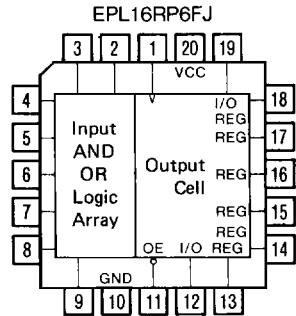 EPL16RP6FJ
3 2 1 20 19
VCC
4 I/O 18
REG
5 REG 17
Input
AND
OR
Logic
Array
Output
Cell
6 REG 16
7 REG 15
REG
8 OE I/O REG 14
GND
9 10 11 12 13